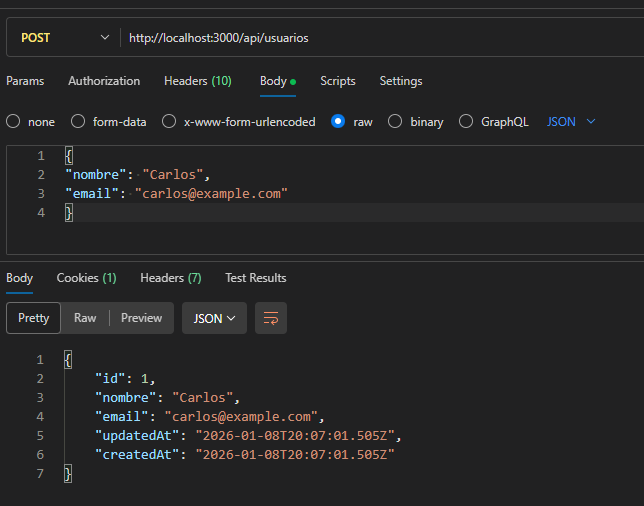 POST http://localhost:3000/api/usuarios
Params Authorization Headers (10) Body Scripts Settings
none form-data x-www-form-urlencoded raw binary GraphQL JSON
1 {
2 "nombre": "Carlos",
3 "email": "carlos@example.com"
4 }
Body Cookies (1) Headers (7) Test Results
Pretty Raw Preview JSON
1 {
2 "id": 1,
3 "nombre": "Carlos",
4 "email": "carlos@example.com",
5 "updatedAt": "2026-01-08T20:07:01.505Z",
6 "createdAt": "2026-01-08T20:07:01.505Z"
7 }